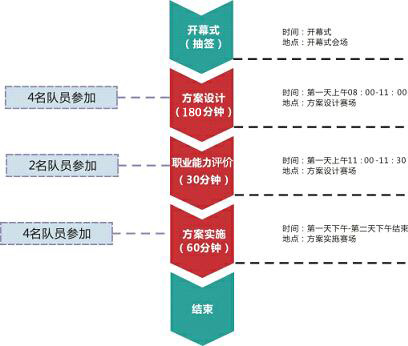 开幕式
（抽签）
时间：开幕式
地点：开幕式会场
4名队员参加
方案设计
（180分钟）
时间：第一天上午08：00-11：00
地点：方案设计赛场
2名队员参加
职业能力评价
（30分钟）
时间：第一天上午11：00-11：30
地点：方案设计赛场
4名队员参加
方案实施
（60分钟）
时间：第一天下午-第二天下午结束
地点：方案实施赛场
结束